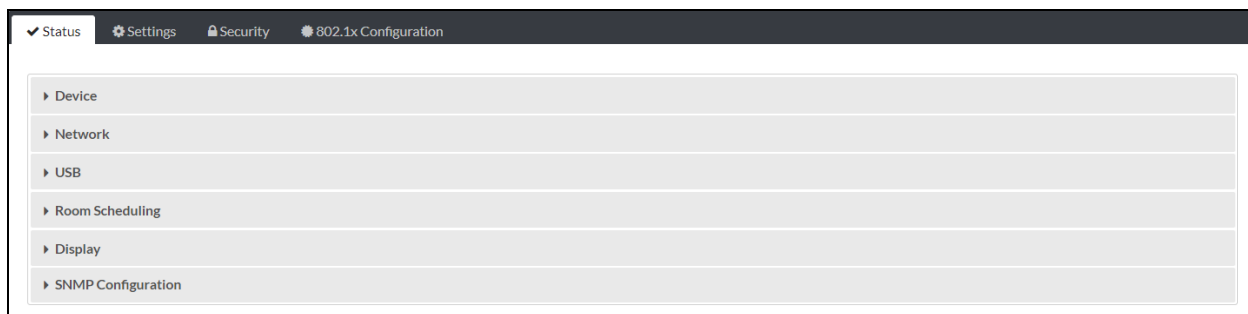 Status Settings Security 802.1x Configuration
Device
Network
USB
Room Scheduling
Display
SNMP Configuration